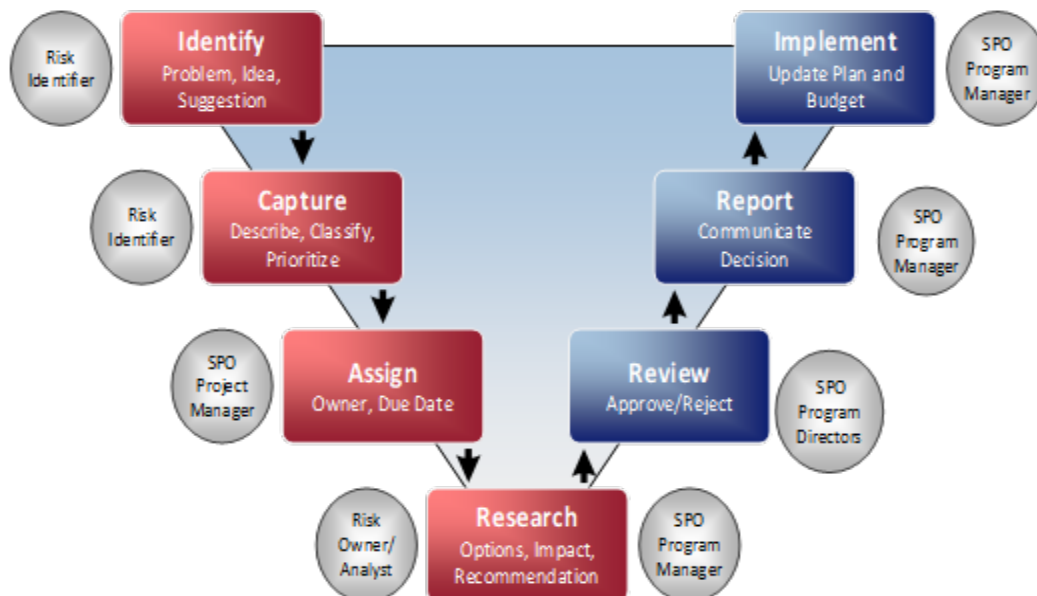 Risk
Identifier
Identify
Problem, Idea,
Suggestion
Implement
Update Plan and
Budget
SPO
Program
Manager
Risk
Identifier
Capture
Describe, Classify,
Prioritize
Report
Communicate
Decision
SPO
Program
Manager
SPO
Project
Manager
Assign
Owner, Due Date
Review
Approve/Reject
SPO
Program
Directors
Risk
Owner/
Analyst
Research
Options, Impact,
Recommendation
SPO
Program
Manager